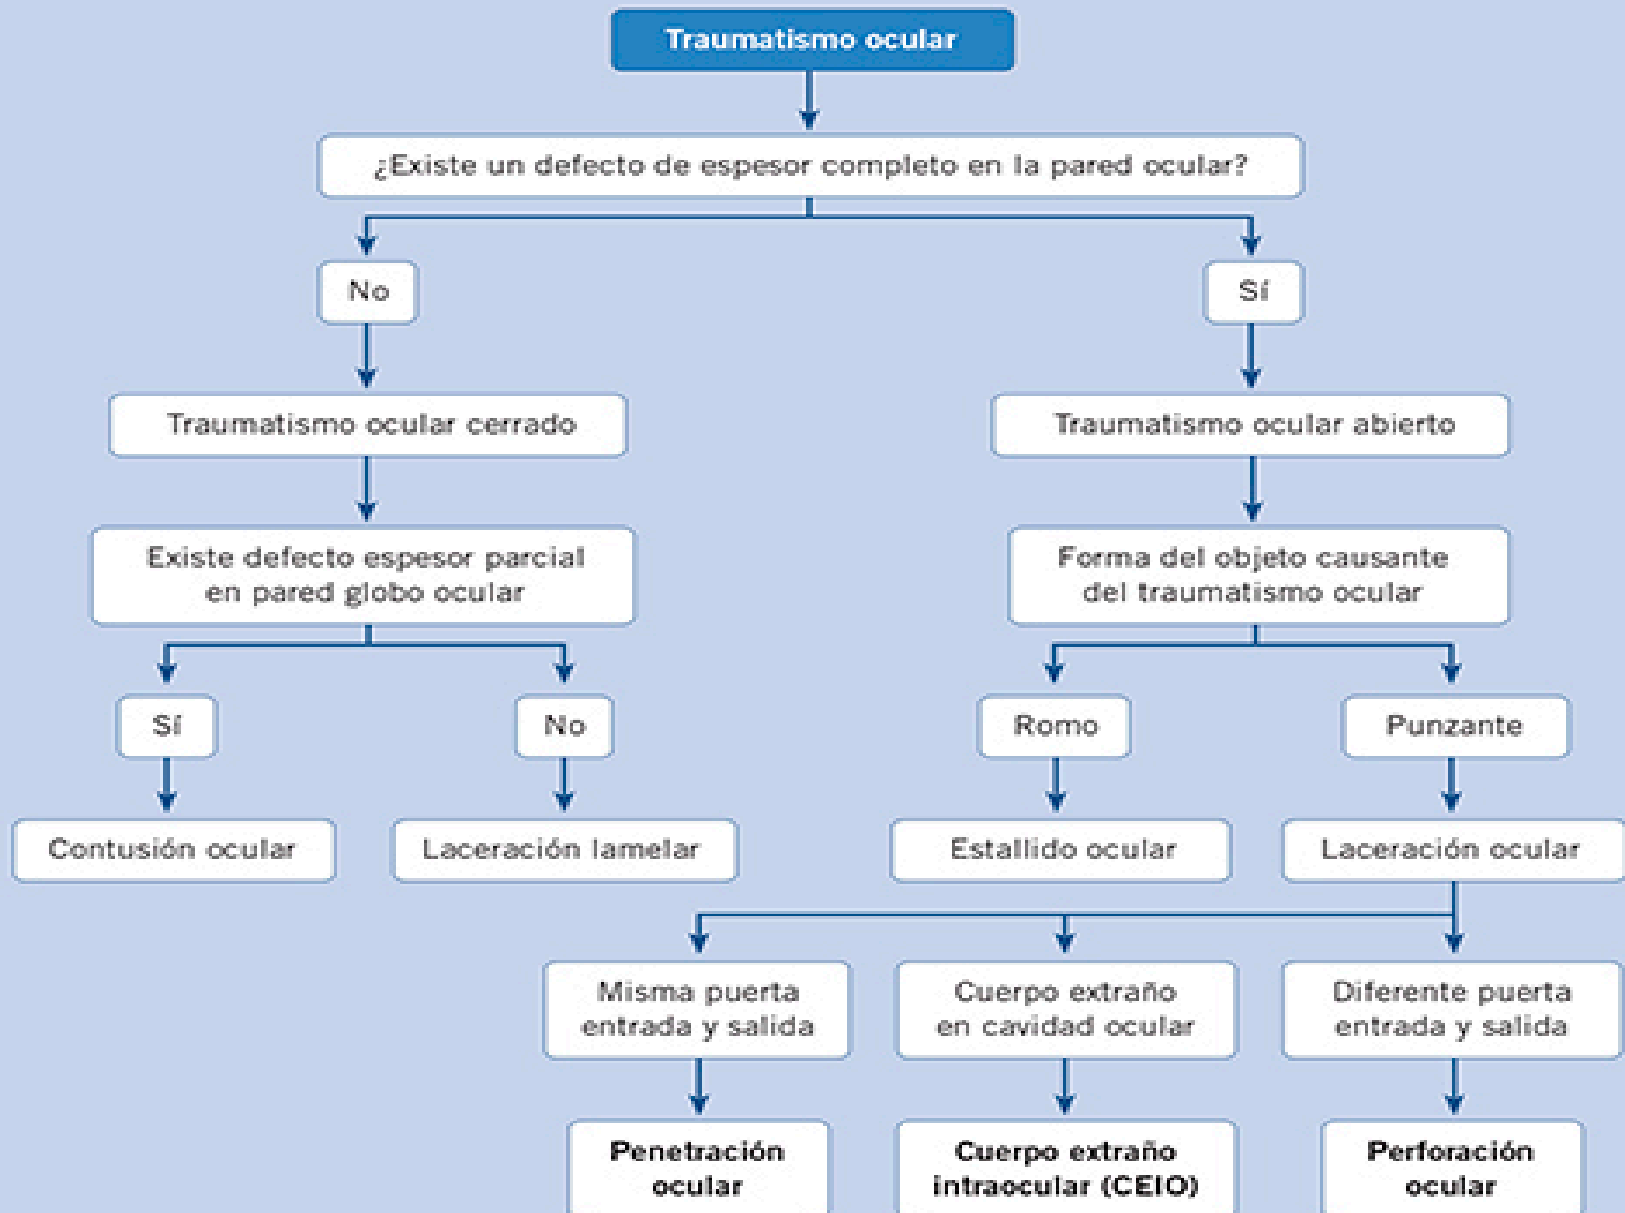 Traumatismo ocular
¿Existe un defecto de espesor completo en la pared ocular?
No
Sí
Traumatismo ocular cerrado
Traumatismo ocular abierto
Existe defecto espesor parcial
en pared globo ocular
Forma del objeto causante
del traumatismo ocular
Sí
No
Romo
Punzante
Contusión ocular
Laceración lamelar
Estallido ocular
Laceración ocular
Misma puerta
entrada y salida
Cuerpo extraño
en cavidad ocular
Diferente puerta
entrada y salida
Penetración
ocular
Cuerpo extraño
intraocular (CEIO)
Perforación
ocular